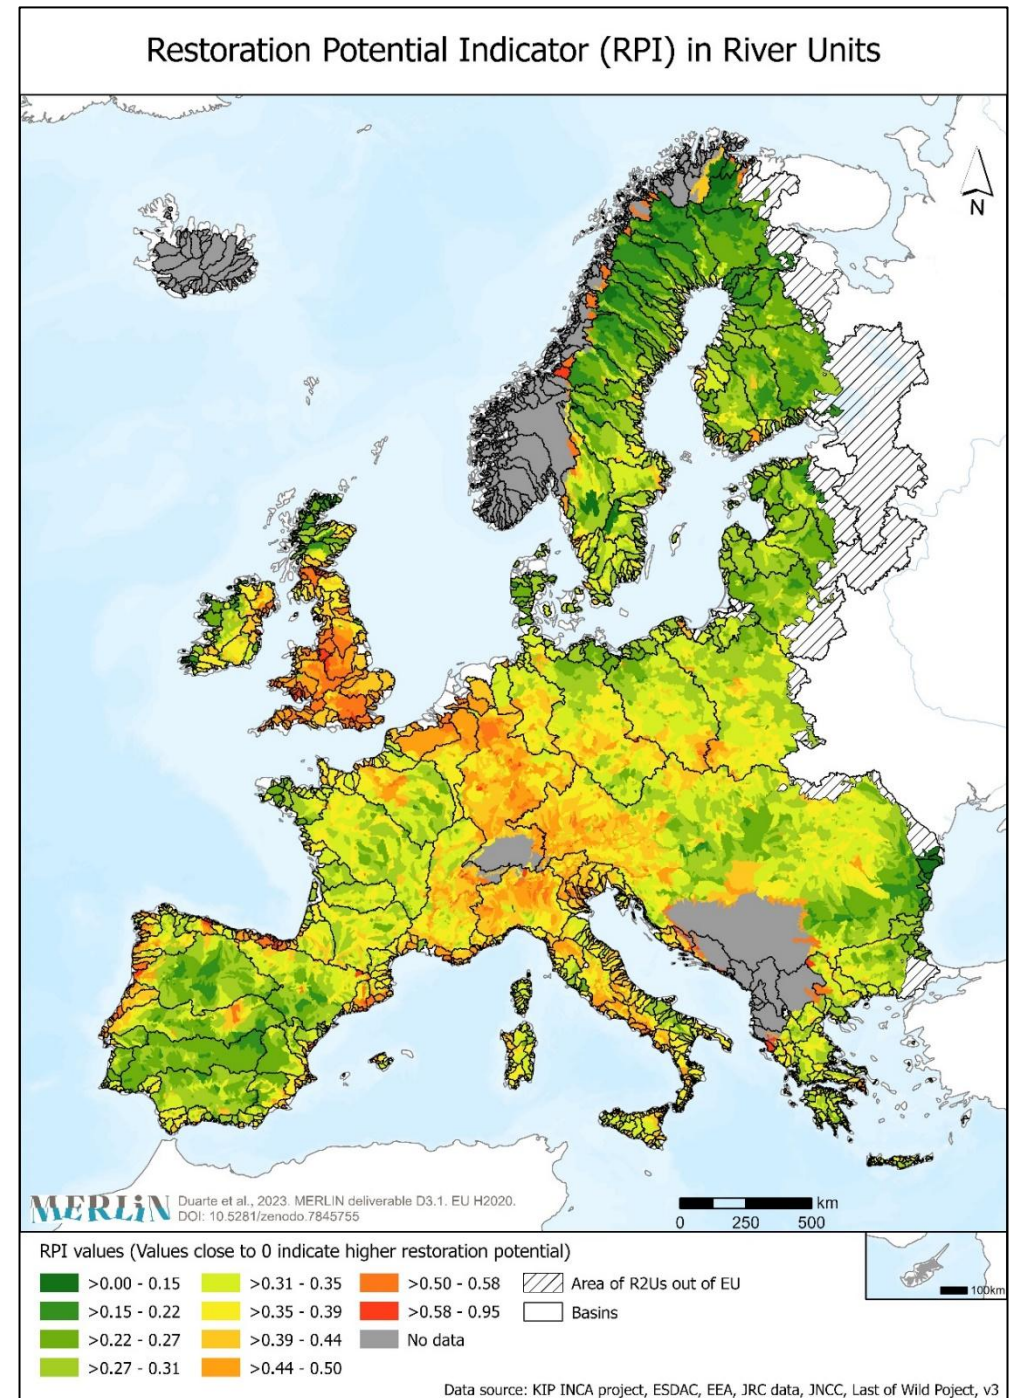 Restoration Potential Indicator (RPI) in River Units
N
MERLiN
Duarte et al., 2023. MERLIN deliverable D3.1. EU H2020.
DOI: 10.5281/zenodo.7845755
km
0 250 500
RPI values (Values close to 0 indicate higher restoration potential)
>0.00 - 0.15
>0.15 - 0.22
>0.22 - 0.27
>0.27 - 0.31
>0.31 - 0.35
>0.35 - 0.39
>0.39 - 0.44
>0.44 - 0.50
>0.50 - 0.58
>0.58 - 0.95
No data
Area of R2Us out of EU
Basins
100km
Data source: KIP INCA project, ESDAC, EEA, JRC data, JNCC, Last of Wild Poject, v3